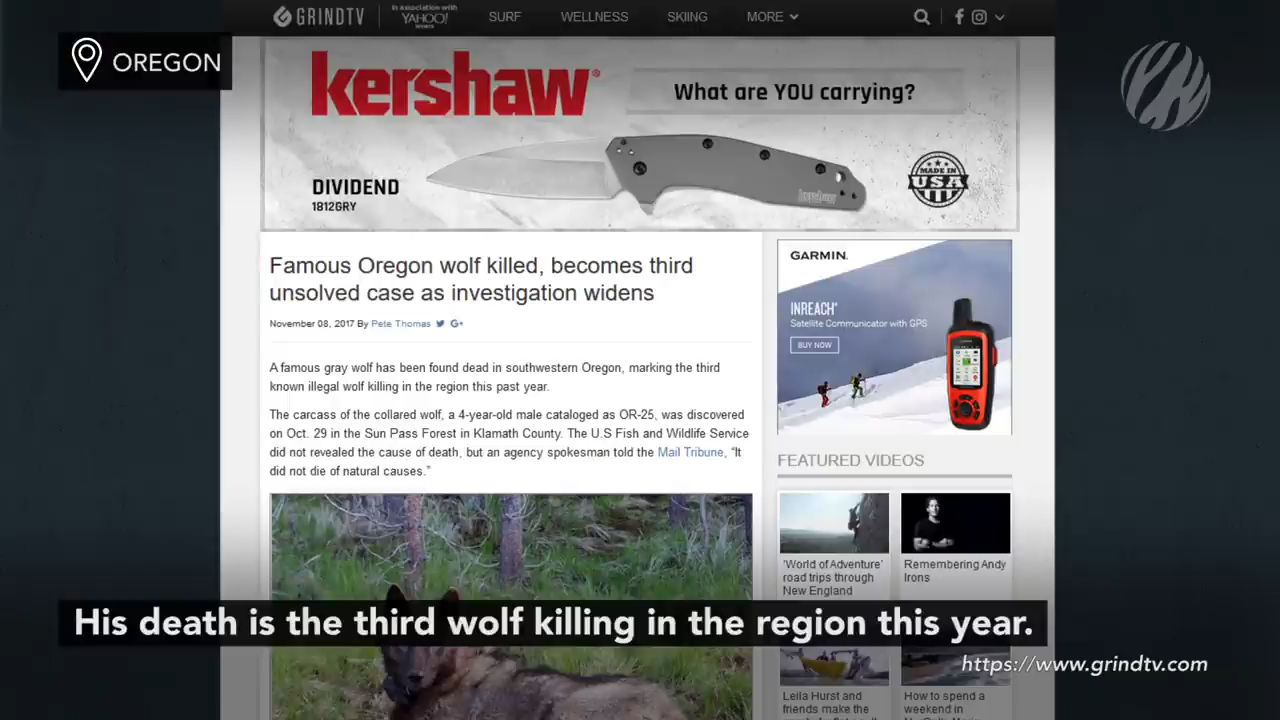 GRINDTV
in association with
YAHOO!
SPORTS
SURF
WELLNESS
SKIING
MORE
OREGON
kershaw
What are YOU carrying?
DIVIDEND
1812GRY
kershaw
MADE IN
USA
Famous Oregon wolf killed, becomes third
unsolved case as investigation widens
November 08, 2017 By Pete Thomas
A famous gray wolf has been found dead in southwestern Oregon, marking the third
known illegal wolf killing in the region this past year.
The carcass of the collared wolf, a 4-year-old male cataloged as OR-25, was discovered
on Oct. 29 in the Sun Pass Forest in Klamath County. The U.S Fish and Wildlife Service
did not revealed the cause of death, but an agency spokesman told the Mail Tribune, “It
did not die of natural causes.”
GARMIN.
INREACH®
Satellite Communicator with GPS
BUY NOW
FEATURED VIDEOS
'World of Adventure'
road trips through
New England
Remembering Andy
Irons
His death is the third wolf killing in the region this year.
https://www.grindtv.com
Leila Hurst and
friends make the
How to spend a
weekend in